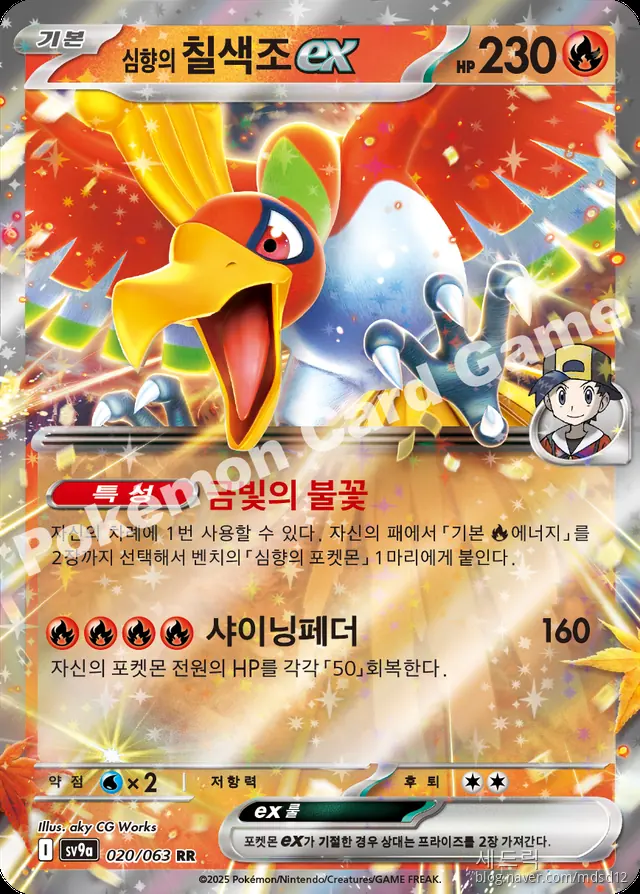 기본
심향의 칠색조 ex HP 230
Pokémon Card Game
특성 금빛의 불꽃
자신의 차례에 1번 사용할 수 있다. 자신의 패에서 「기본 에너지」를
2장까지 선택해서 벤치의 「심향의 포켓몬」 1마리에게 붙인다.
샤이닝페더 160
자신의 포켓몬 전원의 HP를 각각 「50」회복한다.
약점 ×2 저항력 후퇴
ex 룰
포켓몬 ex가 기절한 경우 상대는 프라이즈를 2장 가져간다.
Illus. aky CG Works
I sv9a 020/063 RR
©2025 Pokémon/Nintendo/Creatures/GAME FREAK.
세드릭
blog.naver.com/mdsd12